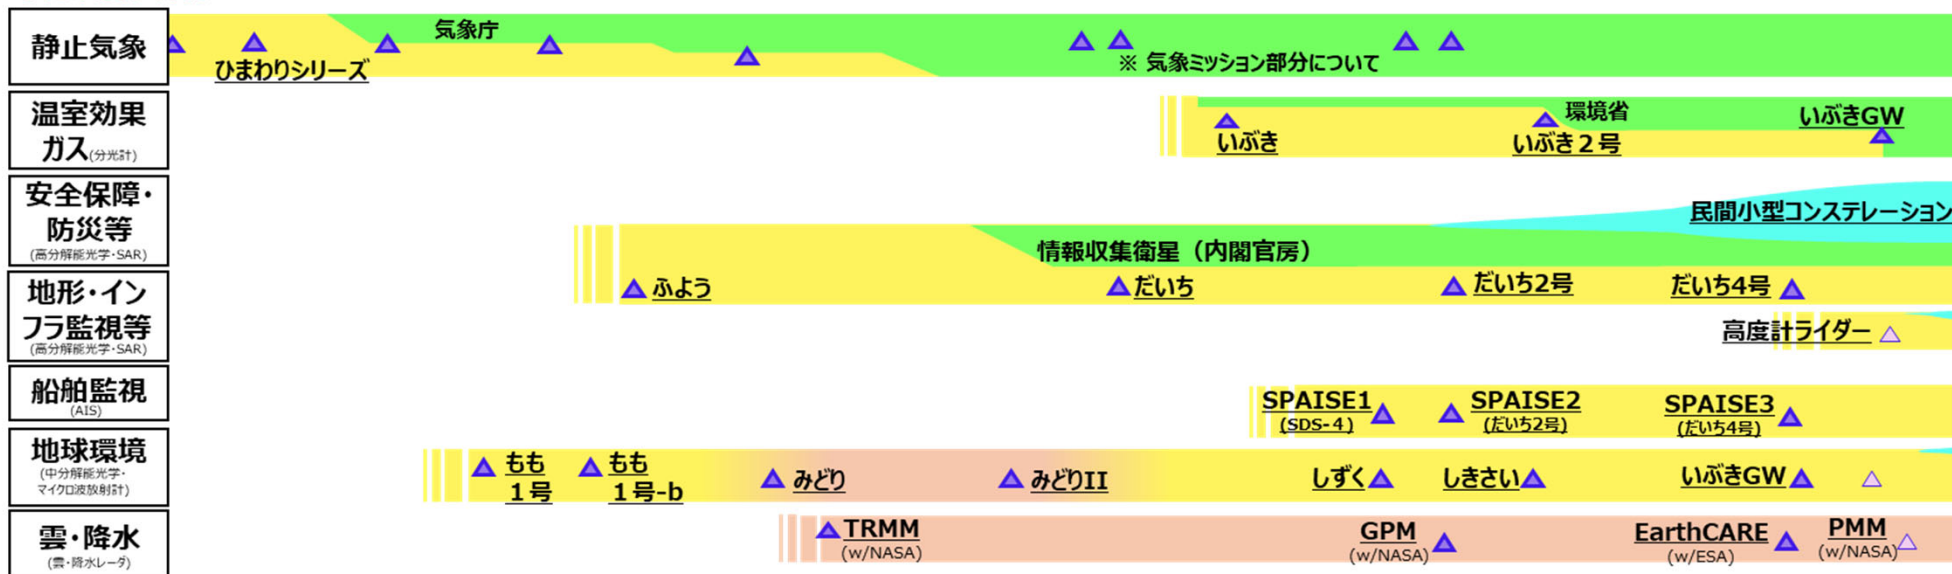 静止気象
気象庁
ひまわりシリーズ
※ 気象ミッション部分について
温室効果
ガス(分光計)
いぶき
いぶき２号
環境省
いぶきGW
安全保障・
防災等
(高分解能光学・SAR)
民間小型コンステレーション
情報収集衛星（内閣官房）
地形・イン
フラ監視等
(高分解能光学・SAR)
ふよう
だいち
だいち2号
だいち4号
高度計ライダー
船舶監視
(AIS)
SPAISE1
(SDS-４)
SPAISE2
(だいち2号)
SPAISE3
(だいち4号)
地球環境
(中分解能光学・
マイクロ波放射計)
もも
１号
もも
１号-b
みどり
みどりII
しずく
しきさい
いぶきGW
雲・降水
(雲・降水レーダ)
TRMM
(w/NASA)
GPM
(w/NASA)
EarthCARE
(w/ESA)
PMM
(w/NASA)